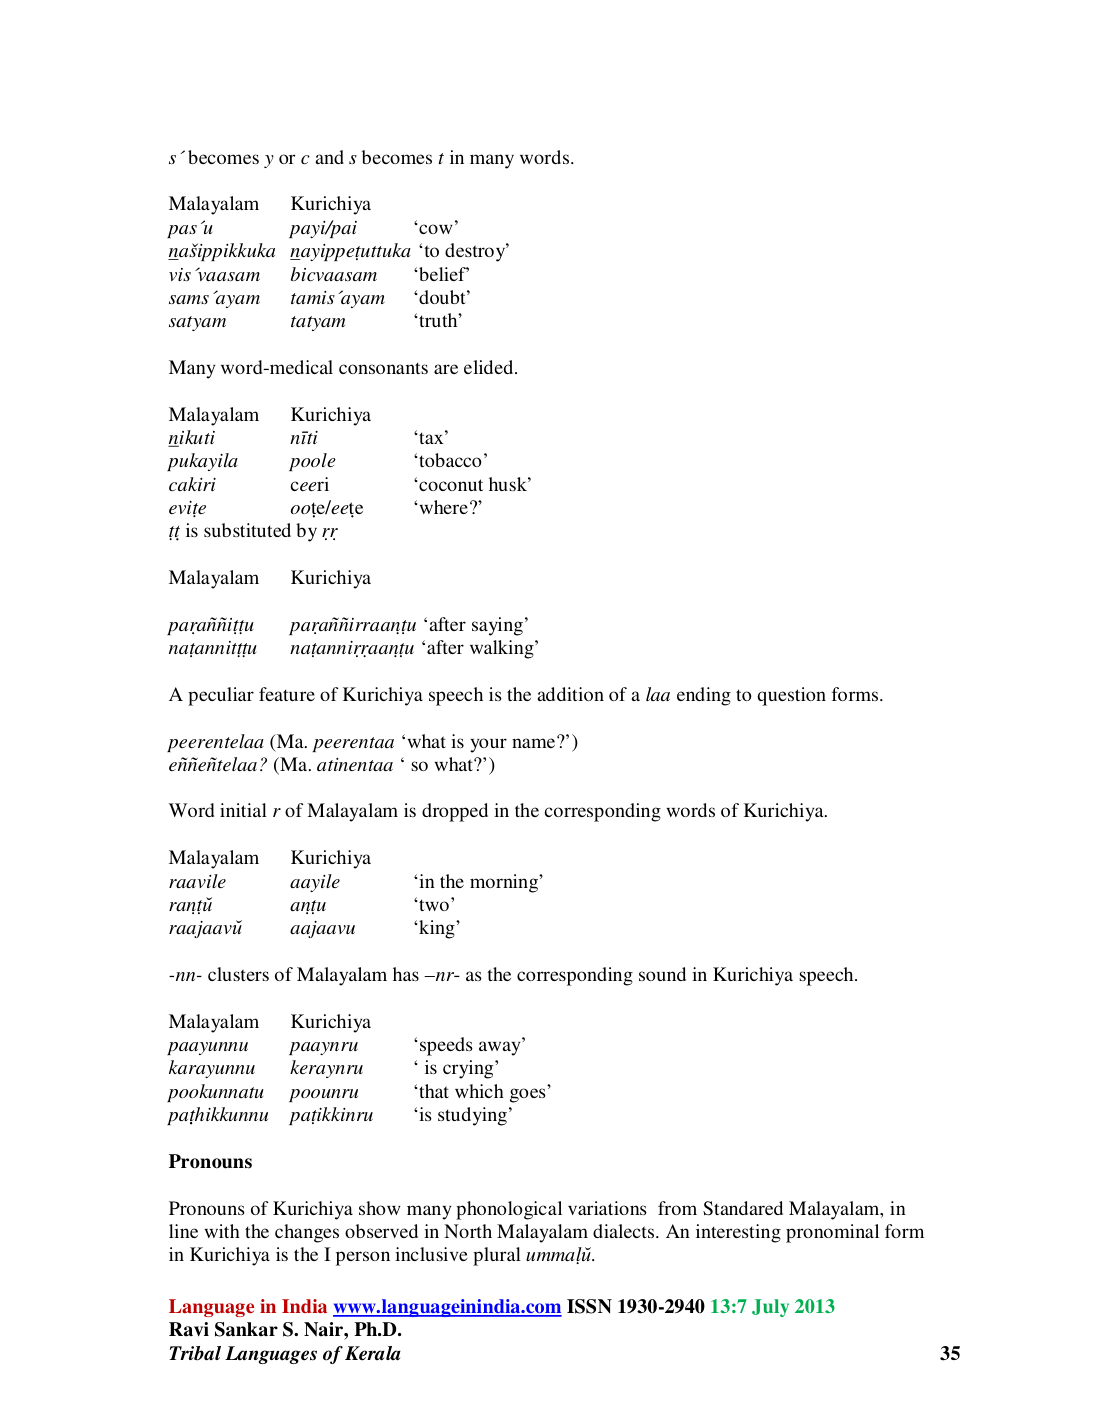 s´ becomes y or c and s becomes t in many words.
Malayalam Kurichiya
pas´u payi/pai ‘cow’
n̲ašippikkuka n̲ayippeṭuttuka ‘to destroy’
vis´vaasam bicvaasam ‘belief’
sams´ayam tamis´ayam ‘doubt’
satyam tatyam ‘truth’
Many word-medical consonants are elided.
Malayalam Kurichiya
n̲ikuti nīti ‘tax’
pukayila poole ‘tobacco’
cakiri ceeri ‘coconut husk’
eviṭe ooṭe/eeṭe ‘where?’
ṭṭ is substituted by ṛṛ
Malayalam Kurichiya
paṛaññiṭṭu paṛaññirraaṇṭu ‘after saying’
naṭannitṭṭu naṭanniṛṛaaṇṭu ‘after walking’
A peculiar feature of Kurichiya speech is the addition of a laa ending to question forms.
peerentelaa (Ma. peerentaa ‘what is your name?’)
eññeñtelaa? (Ma. atinentaa ‘ so what?’)
Word initial r of Malayalam is dropped in the corresponding words of Kurichiya.
Malayalam Kurichiya
raavile aayile ‘in the morning’
raṇṭŭ aṇṭu ‘two’
raajaavŭ aajaavu ‘king’
-nn- clusters of Malayalam has –nr- as the corresponding sound in Kurichiya speech.
Malayalam Kurichiya
paayunnu paaynru ‘speeds away’
karayunnu keraynru ‘ is crying’
pookunnatu poounru ‘that which goes’
paṭhikkunnu paṭikkinru ‘is studying’
Pronouns
Pronouns of Kurichiya show many phonological variations from Standared Malayalam, in
line with the changes observed in North Malayalam dialects. An interesting pronominal form
in Kurichiya is the I person inclusive plural ummaḷŭ.
Language in India www.languageinindia.com ISSN 1930-2940 13:7 July 2013
Ravi Sankar S. Nair, Ph.D.
Tribal Languages of Kerala 35